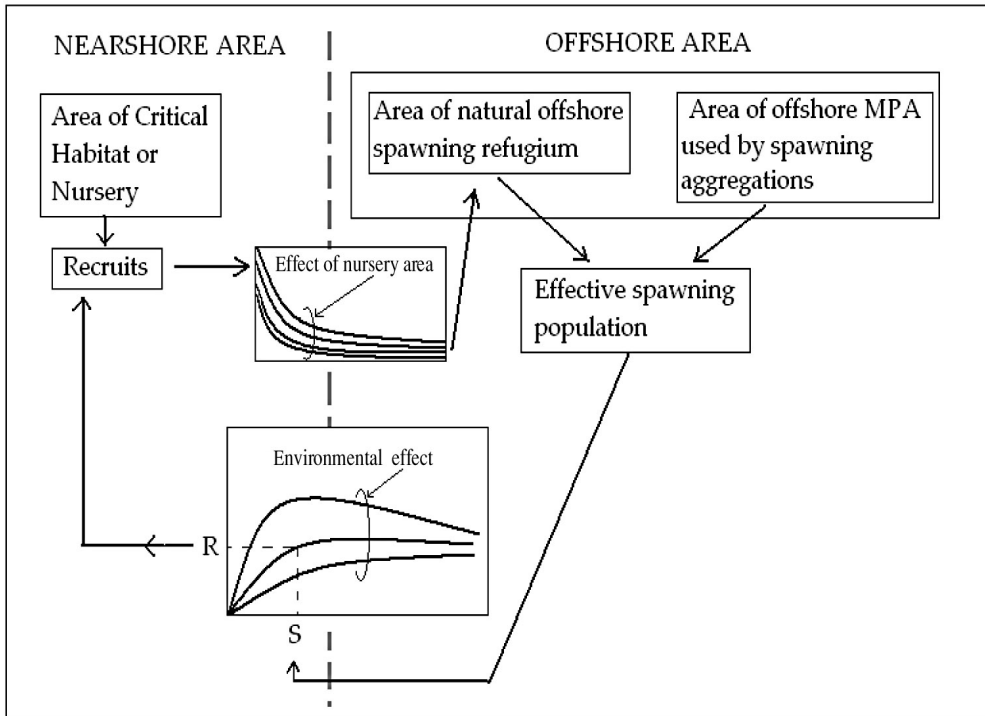 NEARSHORE AREA
OFFSHORE AREA
Area of Critical
Habitat or
Nursery
Area of natural offshore
spawning refugium
Area of offshore MPA
used by spawning
aggregations
Recruits
Effect of nursery area
Effective spawning
population
Environmental effect
R
S